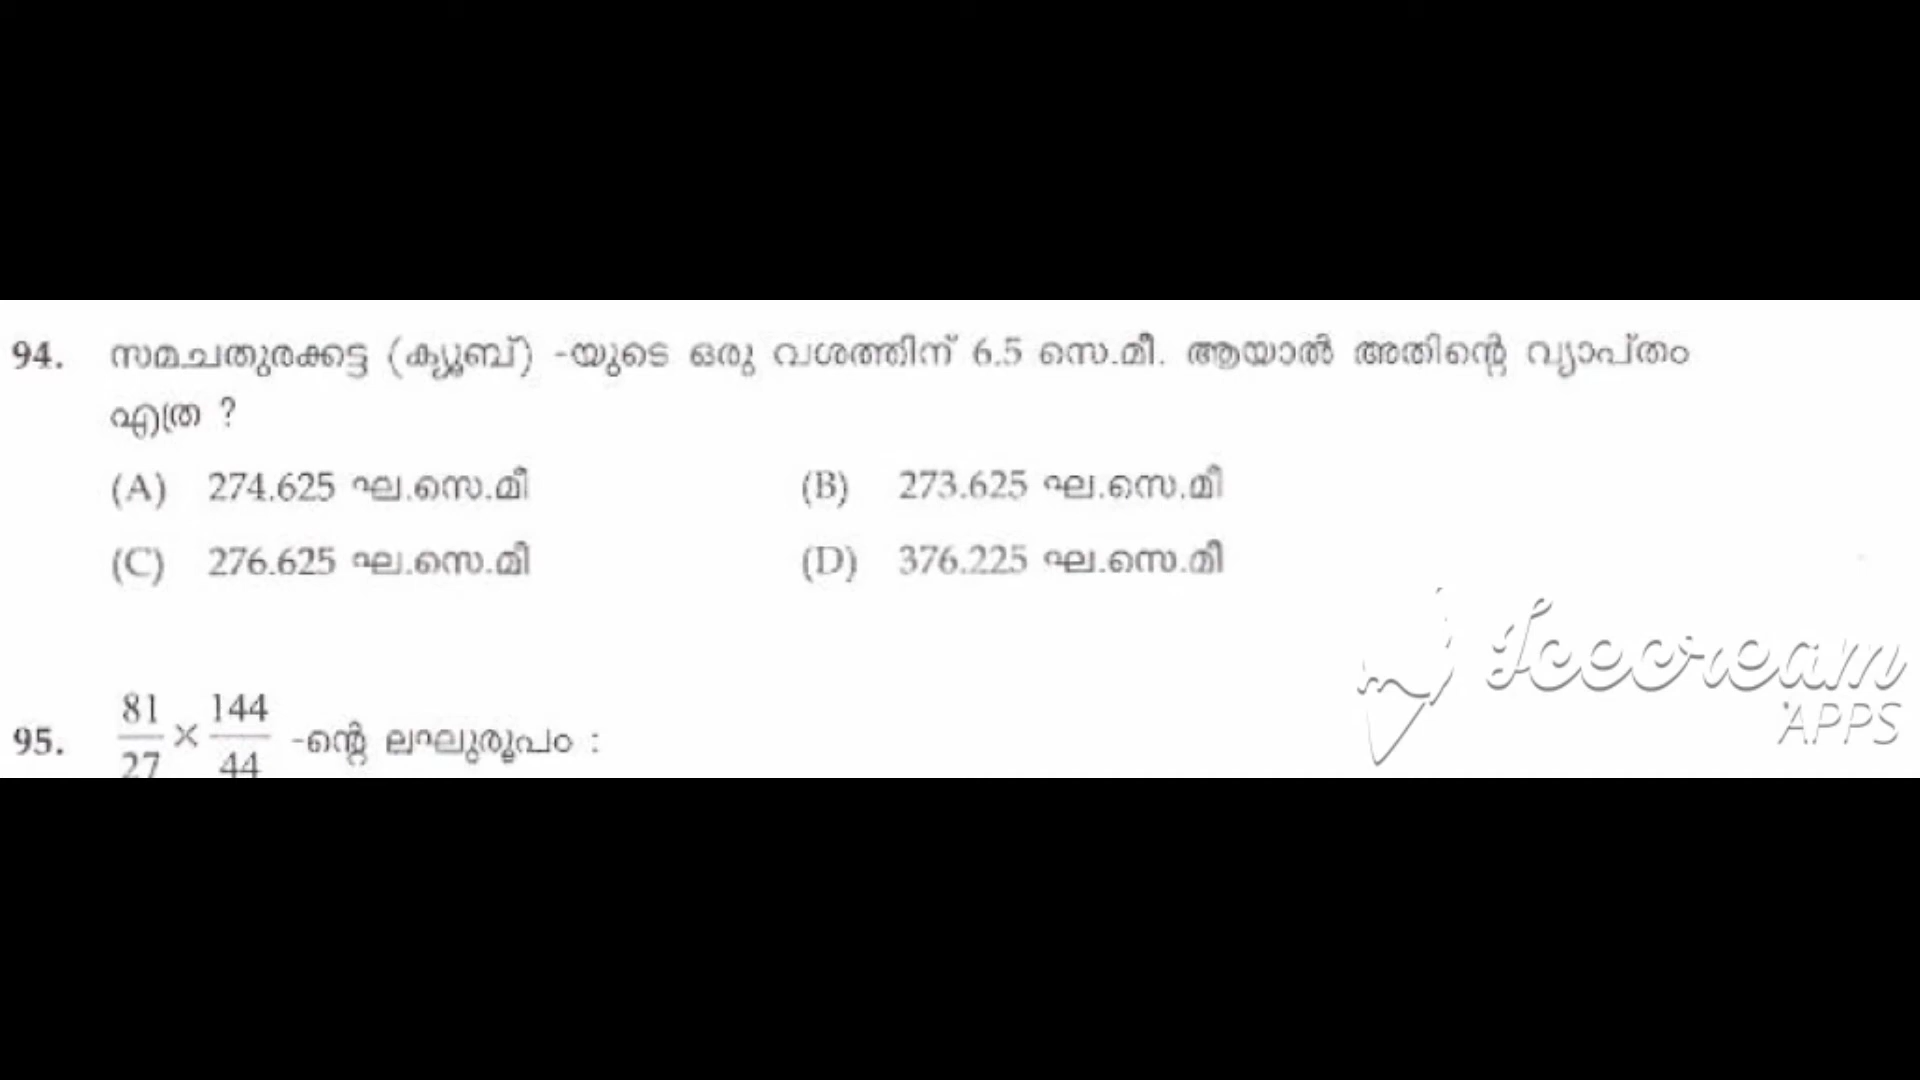 94. സമചതുരക്കട്ട (ക്യൂബ്) -യുടെ ഒരു വശത്തിന് 6.5 സെ.മീ. ആയാൽ അതിന്റെ വ്യാപ്തം
എത്ര ?
(A) 274.625 ഘ.സെ.മീ (B) 273.625 ഘ.സെ.മീ
(C) 276.625 ഘ.സെ.മീ (D) 376.225 ഘ.സെ.മീ
Icecream
APPS
95. 81/27 × 144/44 -ന്റെ ലഘുരൂപം :